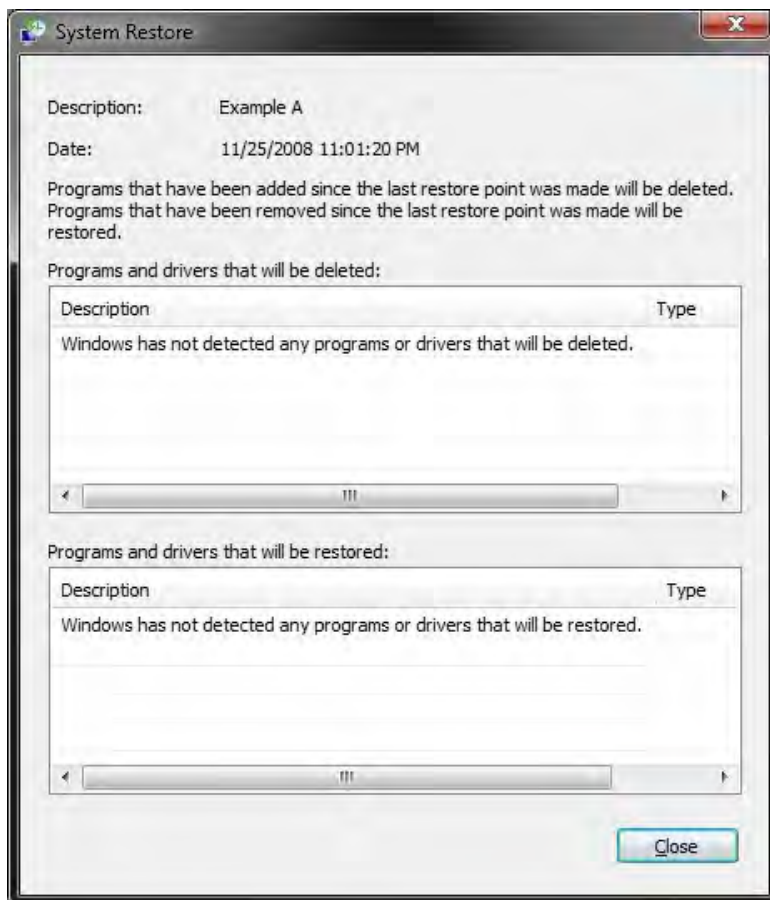 System Restore
Description: Example A
Date: 11/25/2008 11:01:20 PM
Programs that have been added since the last restore point was made will be deleted.
Programs that have been removed since the last restore point was made will be
restored.
Programs and drivers that will be deleted:
Description Type
Windows has not detected any programs or drivers that will be deleted.
Programs and drivers that will be restored:
Description Type
Windows has not detected any programs or drivers that will be restored.
Close